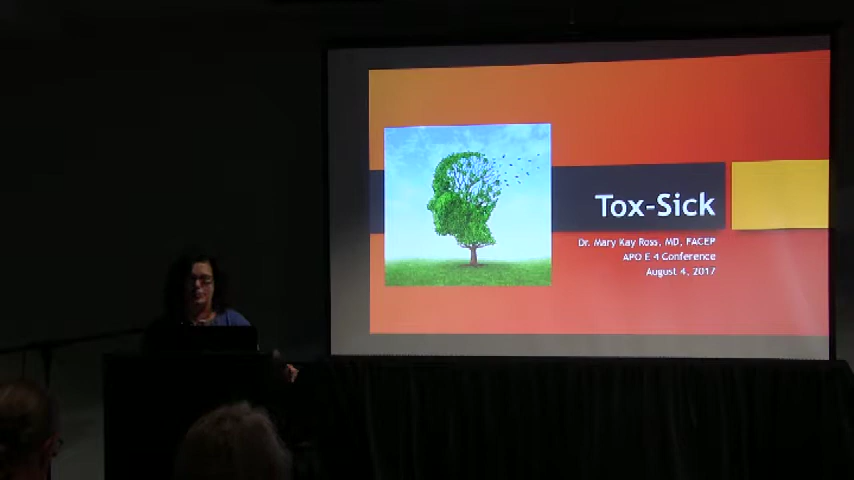 Tox-Sick
Dr. Mary Kay Ross, MD, FACEP
APO E 4 Conference
August 4, 2017